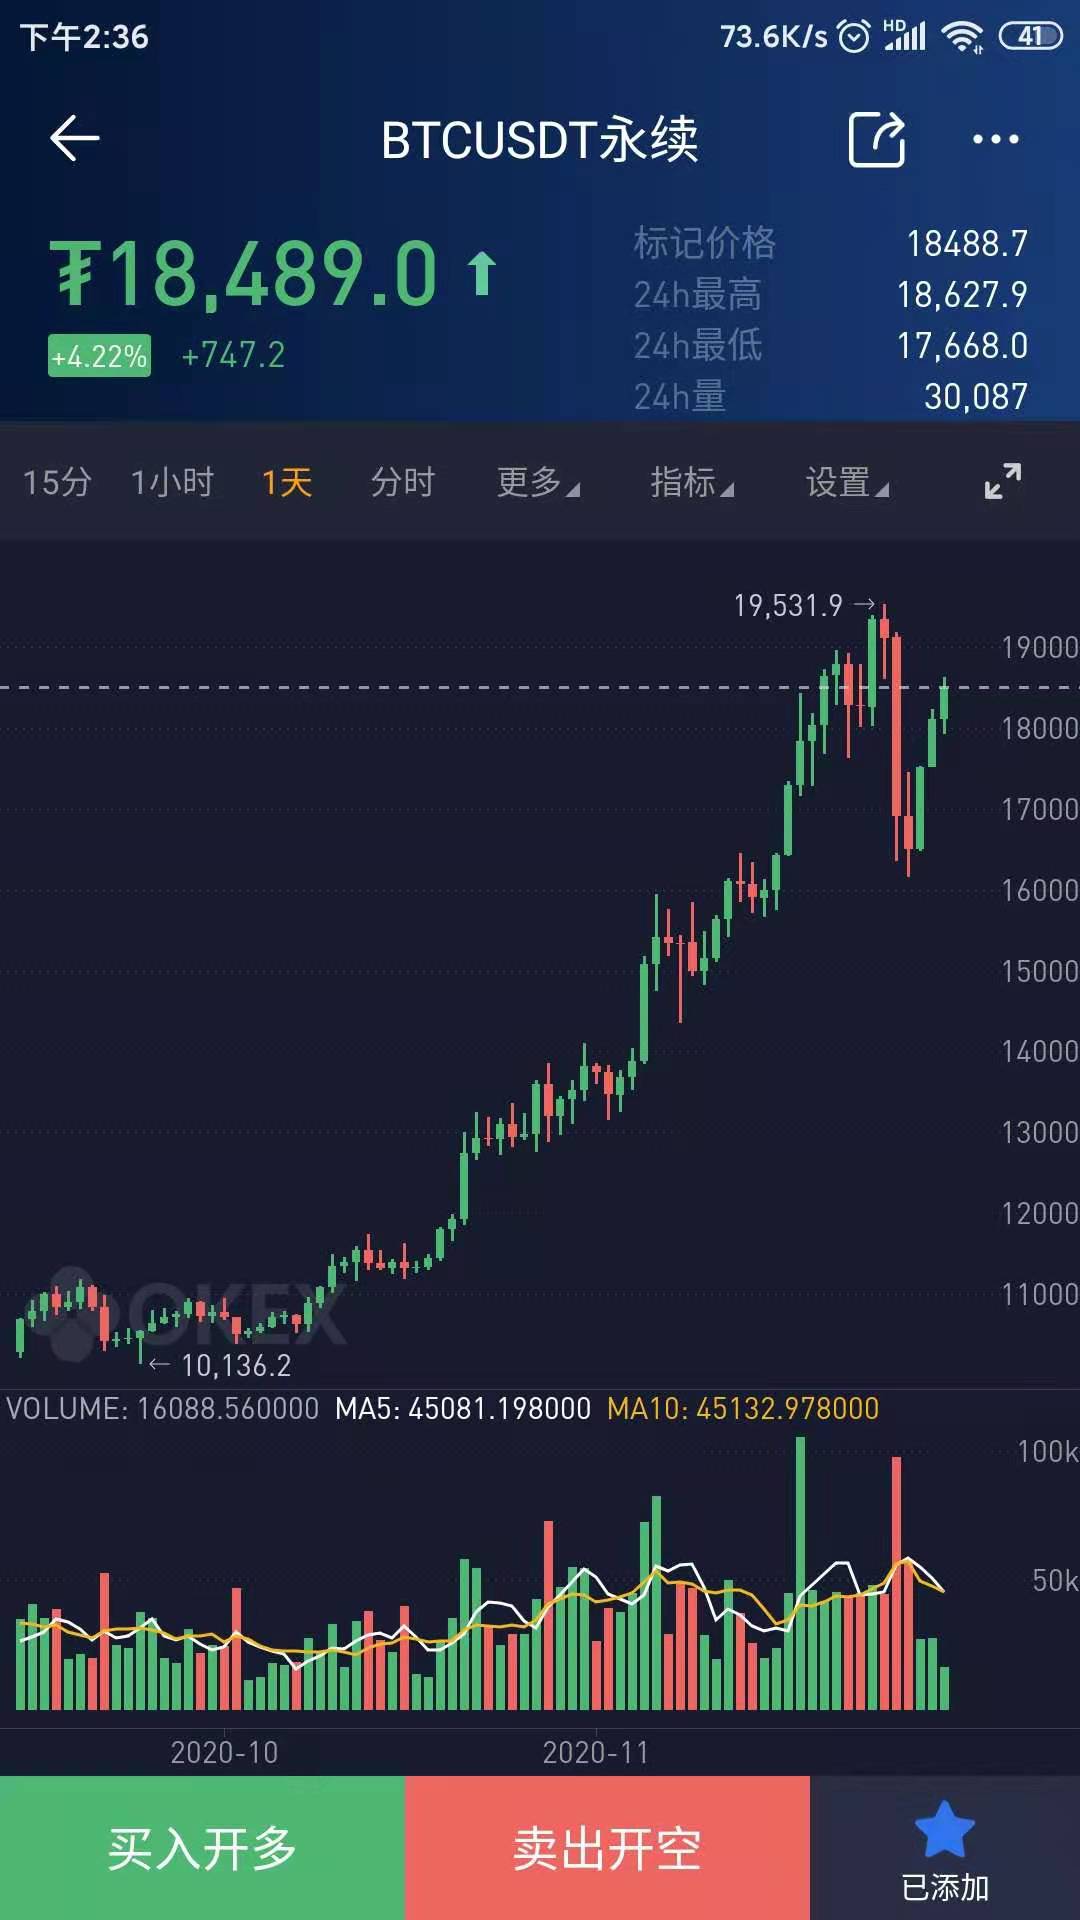 下午2:36 73.6K/s HD 41
BTCUSDT永续
₮18,489.0
+4.22% +747.2
标记价格 18488.7
24h最高 18,627.9
24h最低 17,668.0
24h量 30,087
15分 1小时 1天 分时 更多 指标 设置
19,531.9
19000
18000
17000
16000
15000
14000
13000
12000
11000
OKEX
10,136.2
VOLUME: 16088.560000 MA5: 45081.198000 MA10: 45132.978000
100k
50k
2020-10 2020-11
买入开多 卖出开空 已添加